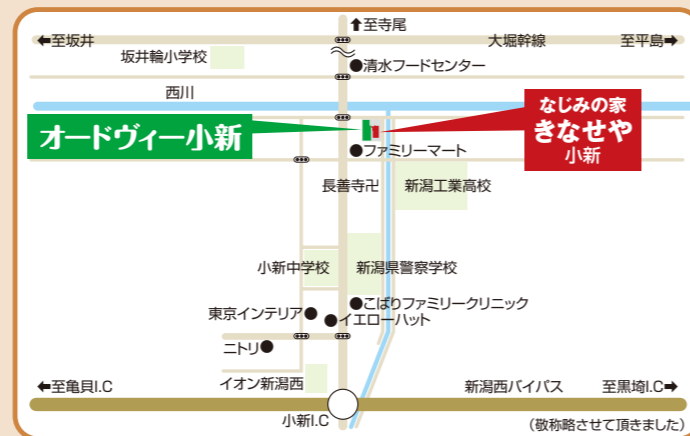 ↑至寺尾
←至坂井
大堀幹線
至平島→
坂井輪小学校
●清水フードセンター
西川
オードヴィー小新
なじみの家
きなせや
小新
●ファミリーマート
長善寺卍
新潟工業高校
小新中学校
新潟県警察学校
●こばりファミリークリニック
東京インテリア●
●イエローハット
ニトリ●
←至亀貝I.C
イオン新潟西
新潟西バイパス
至黒埼I.C→
小新I.C
(敬称略させて頂きました)